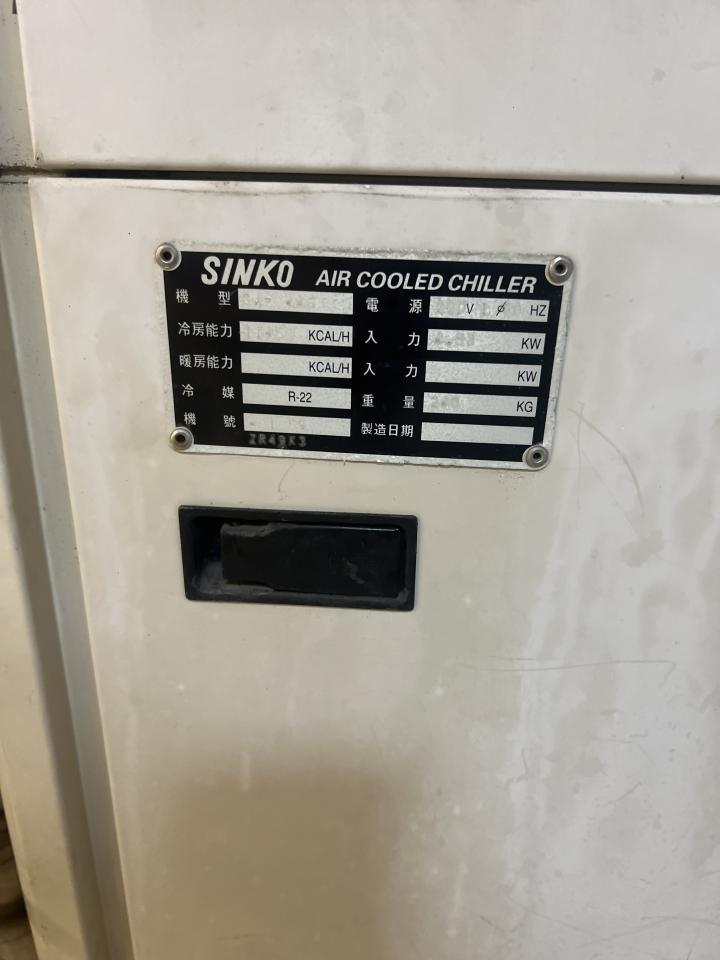 SINKO AIR COOLED CHILLER
機型 電源 V ø HZ
冷房能力 KCAL/H 入力 KW
暖房能力 KCAL/H 入力 KW
冷媒 R-22 重量 KG
機號 製造日期
ZR49K3